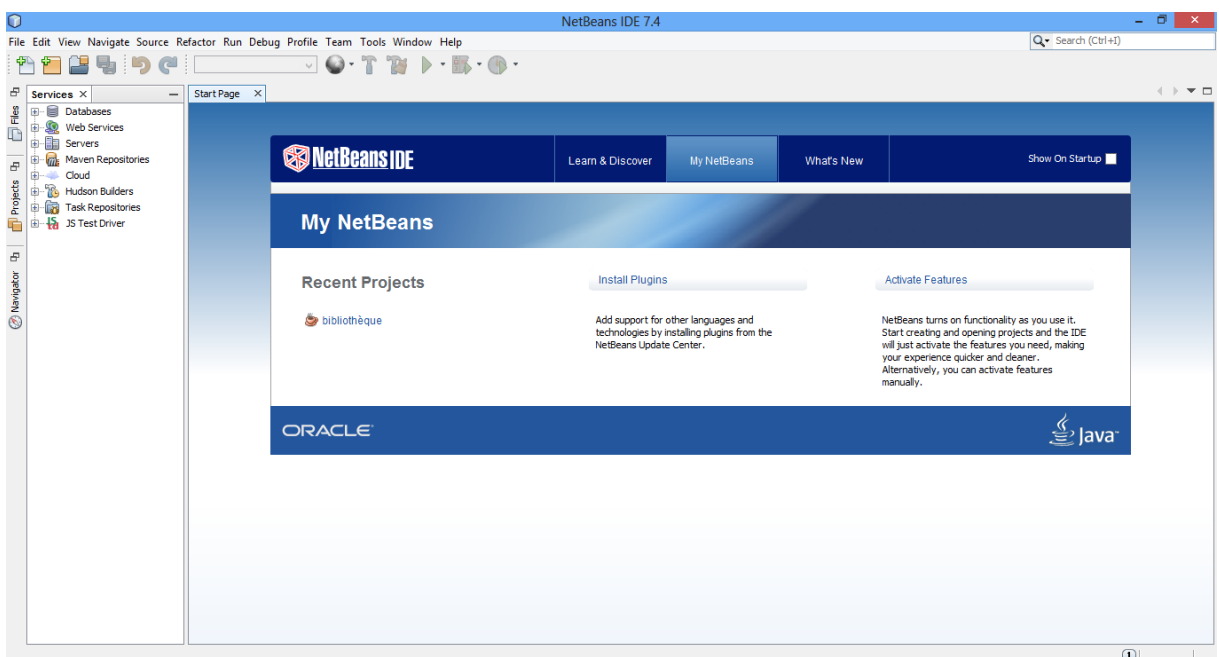 NetBeans IDE 7.4
File Edit View Navigate Source Refactor Run Debug Profile Team Tools Window Help
Search (Ctrl+I)
Files
Projects
Navigator
Services
Databases
Web Services
Servers
Maven Repositories
Cloud
Hudson Builders
Task Repositories
JS Test Driver
Start Page
NetBeans IDE
Learn & Discover
My NetBeans
What's New
Show On Startup
My NetBeans
Recent Projects
bibliothèque
Install Plugins
Add support for other languages and
technologies by installing plugins from the
NetBeans Update Center.
Activate Features
NetBeans turns on functionality as you use it.
Start creating and opening projects and the IDE
will just activate the features you need, making
your experience quicker and cleaner.
Alternatively, you can activate features
manually.
ORACLE
Java
1